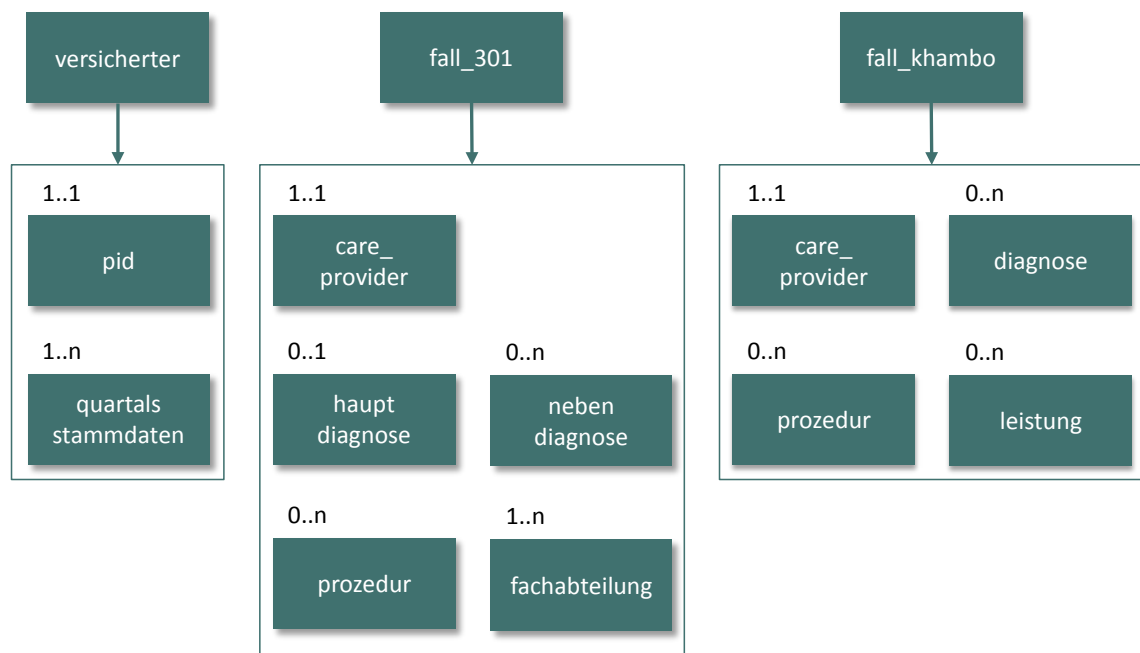 versicherter
fall_301
fall_khambo
1..1
pid
1..n
quartals
stammdaten
1..1
care_
provider
0..1
haupt
diagnose
0..n
neben
diagnose
0..n
prozedur
1..n
fachabteilung
1..1
care_
provider
0..n
diagnose
0..n
prozedur
0..n
leistung